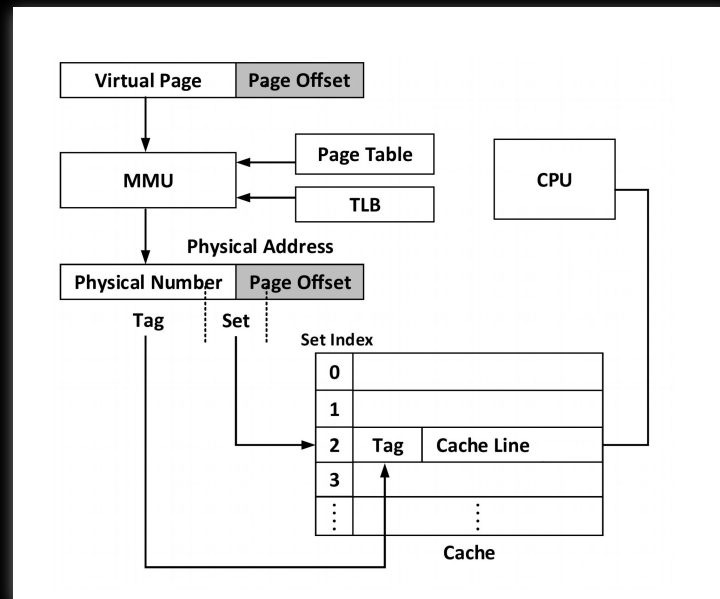 Virtual Page
Page Offset
Page Table
MMU
CPU
TLB
Physical Address
Physical Number
Page Offset
Tag
Set
Set Index
0
1
2
Tag
Cache Line
3
Cache